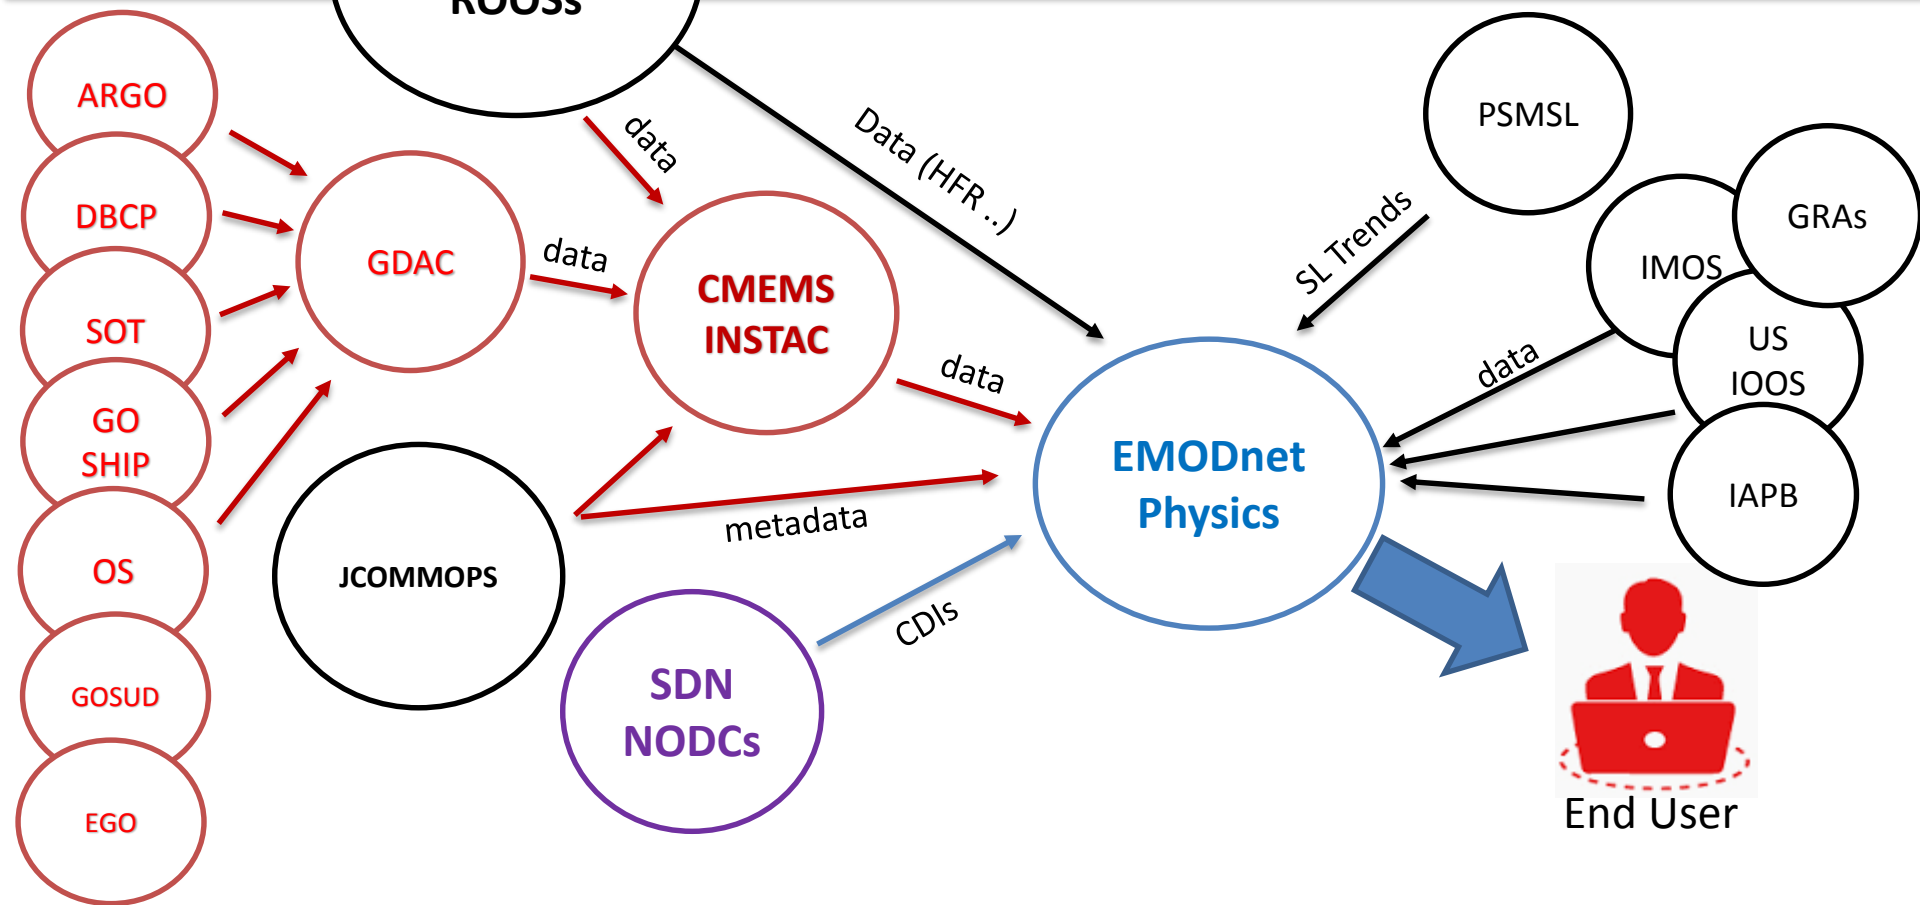 ROOSs
ARGO
DBCP
SOT
GO
SHIP
OS
GOSUD
EGO
GDAC
data
data
CMEMS
INSTAC
Data (HFR ..)
data
JCOMMOPS
metadata
SDN
NODCs
CDIs
EMODnet
Physics
SL Trends
PSMSL
GRAs
IMOS
US
IOOS
data
IAPB
End User